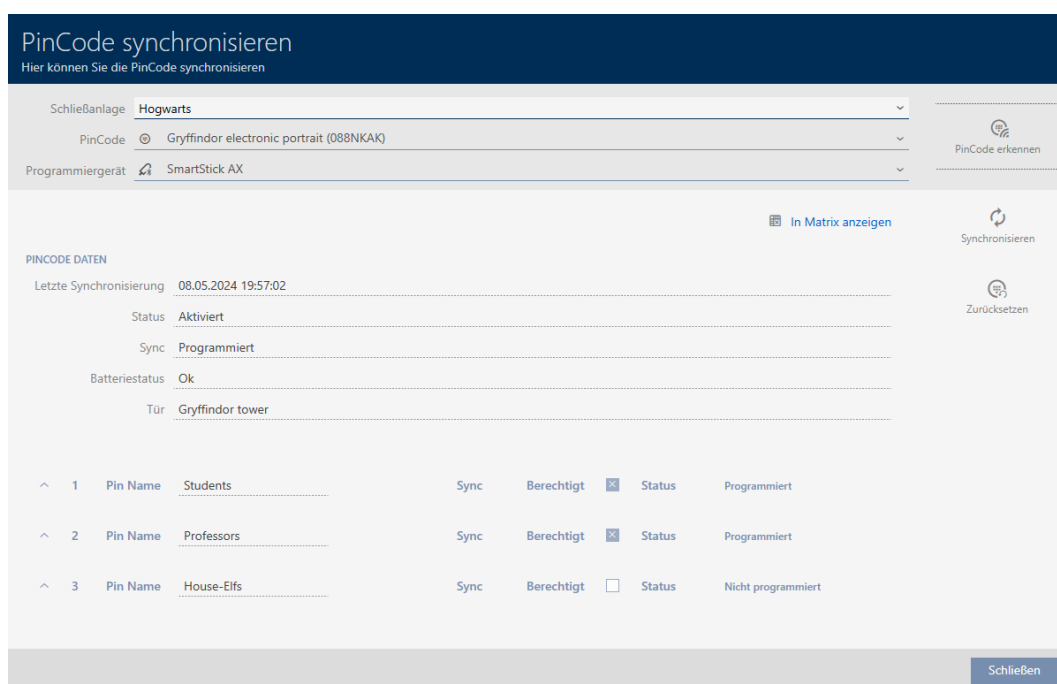 PinCode synchronisieren
Hier können Sie die PinCode synchronisieren
Schließanlage Hogwarts
PinCode Gryffindor electronic portrait (088NKAK)
Programmiergerät SmartStick AX
PinCode erkennen
In Matrix anzeigen
Synchronisieren
Zurücksetzen
PINCODE DATEN
Letzte Synchronisierung 08.05.2024 19:57:02
Status Aktiviert
Sync Programmiert
Batteriestatus Ok
Tür Gryffindor tower
1 Pin Name Students Sync Berechtigt Status Programmiert
2 Pin Name Professors Sync Berechtigt Status Programmiert
3 Pin Name House-Elfs Sync Berechtigt Status Nicht programmiert
Schließen